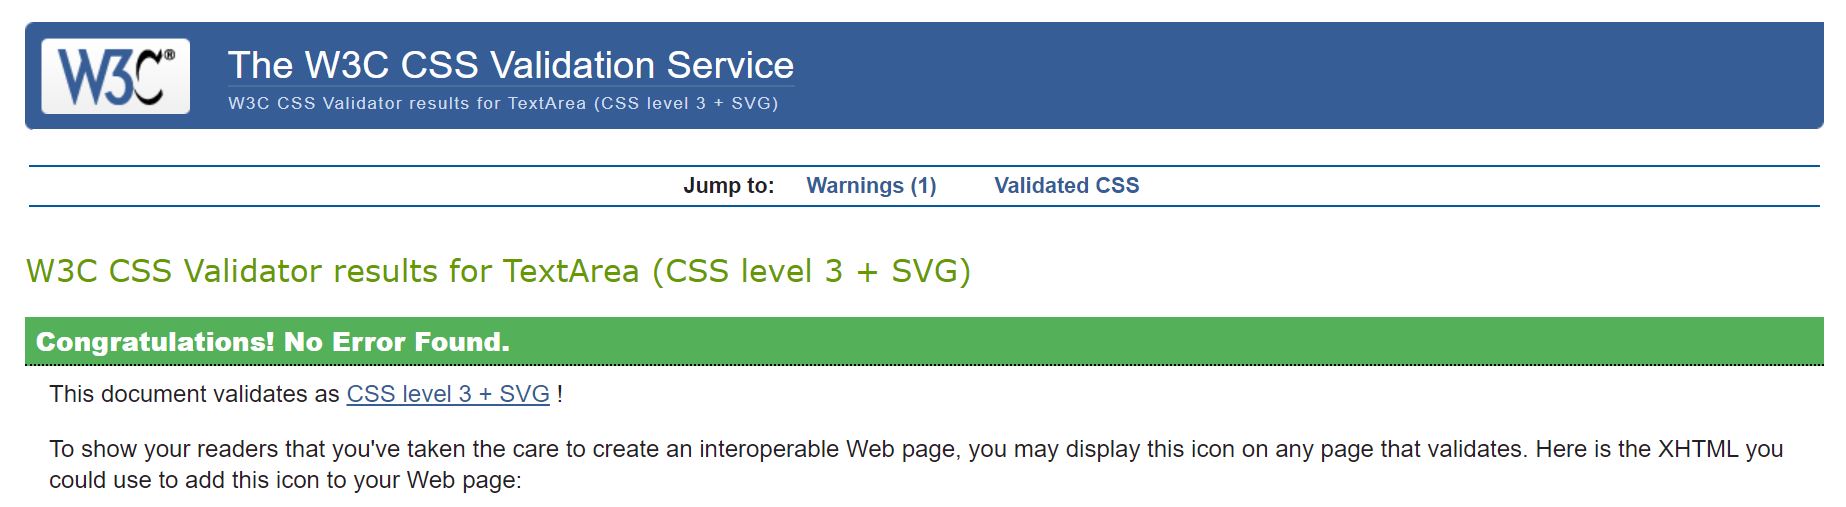 W3C®
The W3C CSS Validation Service
W3C CSS Validator results for TextArea (CSS level 3 + SVG)
Jump to: Warnings (1) Validated CSS
W3C CSS Validator results for TextArea (CSS level 3 + SVG)
Congratulations! No Error Found.
This document validates as CSS level 3 + SVG !
To show your readers that you've taken the care to create an interoperable Web page, you may display this icon on any page that validates. Here is the XHTML you
could use to add this icon to your Web page: